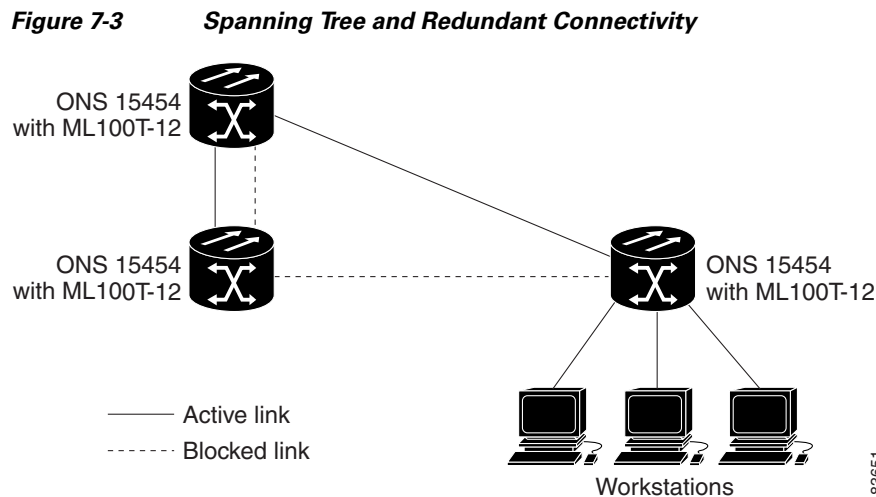 Figure 7-3 Spanning Tree and Redundant Connectivity
ONS 15454
with ML100T-12
ONS 15454
with ML100T-12
ONS 15454
with ML100T-12
Active link
Blocked link
Workstations
83651